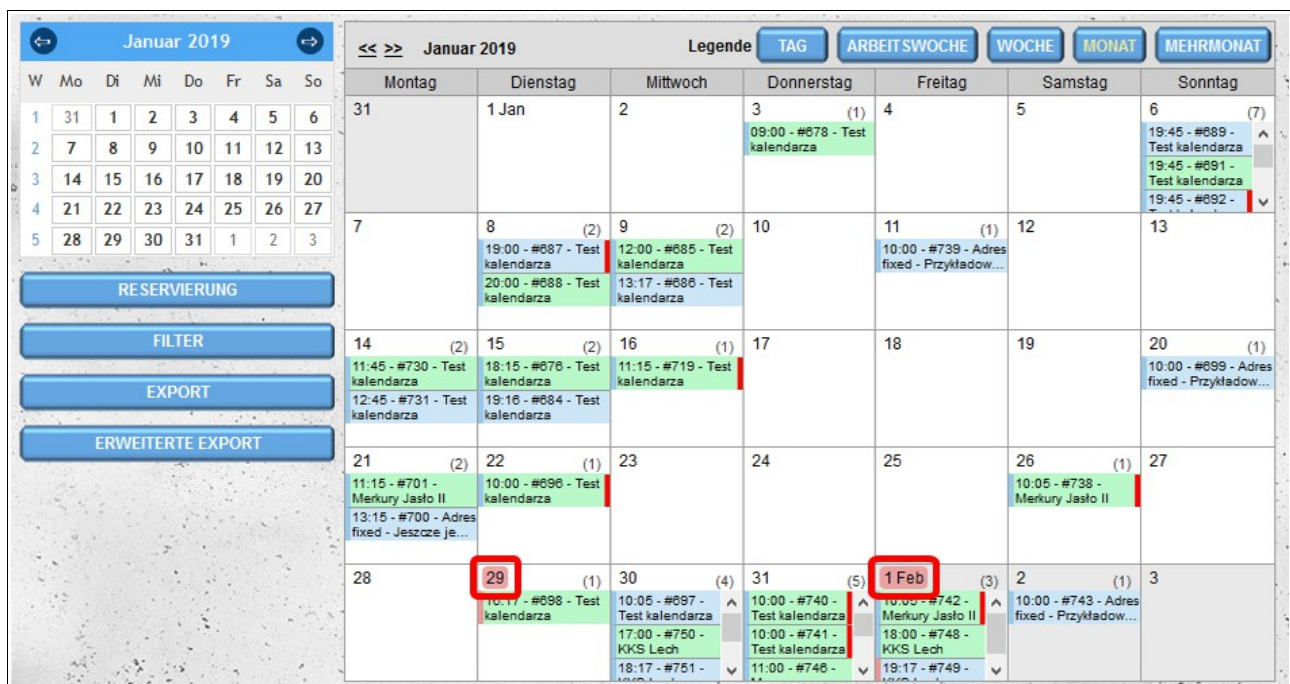 Januar 2019
W Mo Di Mi Do Fr Sa So
1 31 1 2 3 4 5 6
2 7 8 9 10 11 12 13
3 14 15 16 17 18 19 20
4 21 22 23 24 25 26 27
5 28 29 30 31 1 2 3
RESERVIERUNG
FILTER
EXPORT
ERWEITERTE EXPORT
<< >> Januar 2019 Legende TAG ARBEITSWOCHE WOCHE MONAT MEHRMONAT
Montag Dienstag Mittwoch Donnerstag Freitag Samstag Sonntag
31
1 Jan
2
3 (1)
09:00 - #678 - Test
kalendarza
4
5
6 (7)
19:45 - #689 -
Test kalendarza
19:45 - #691 -
Test kalendarza
19:45 - #692 -
7
8 (2)
19:00 - #687 - Test
kalendarza
20:00 - #688 - Test
kalendarza
9 (2)
12:00 - #685 - Test
kalendarza
13:17 - #686 - Test
kalendarza
10
11 (1)
10:00 - #739 - Adres
fixed - Przykładow...
12
13
14 (2)
11:45 - #730 - Test
kalendarza
12:45 - #731 - Test
kalendarza
15 (2)
18:15 - #676 - Test
kalendarza
19:16 - #684 - Test
kalendarza
16 (1)
11:15 - #719 - Test
kalendarza
17
18
19
20 (1)
10:00 - #699 - Adres
fixed - Przykładow...
21 (2)
11:15 - #701 -
Merkury Jasło II
13:15 - #700 - Adres
fixed - Jeszcze je...
22 (1)
10:00 - #696 - Test
kalendarza
23
24
25
26 (1)
10:05 - #738 -
Merkury Jasło II
27
28
29 (1)
10:17 - #698 - Test
kalendarza
30 (4)
10:05 - #697 -
Test kalendarza
17:00 - #750 -
KKS Lech
18:17 - #751 -
31 (5)
10:00 - #740 -
Test kalendarza
10:00 - #741 -
Test kalendarza
11:00 - #746 -
1 Feb (3)
10:05 - #742 -
Merkury Jasło II
18:00 - #748 -
KKS Lech
19:17 - #749 -
2 (1)
10:00 - #743 - Adres
fixed - Przykładow...
3